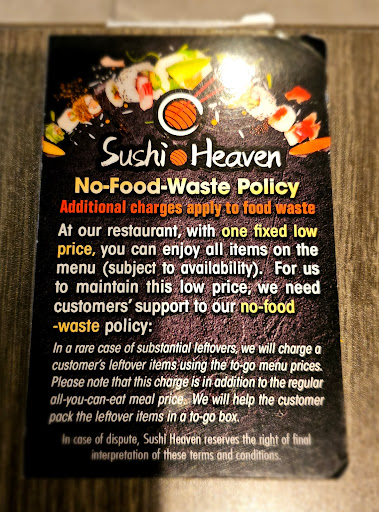 Sushi Heaven
No-Food-Waste Policy
Additional charges apply to food waste
At our restaurant, with one fixed low
price, you can enjoy all items on the
menu (subject to availability). For us
to maintain this low price, we need
customers' support to our no-food
-waste policy:
In a rare case of substantial leftovers, we will charge a
customer's leftover items using the to-go menu prices.
Please note that this charge is in addition to the regular
all-you-can-eat meal price. We will help the customer
pack the leftover items in a to-go box.
In case of dispute, Sushi Heaven reserves the right of final
interpretation of these terms and conditions.